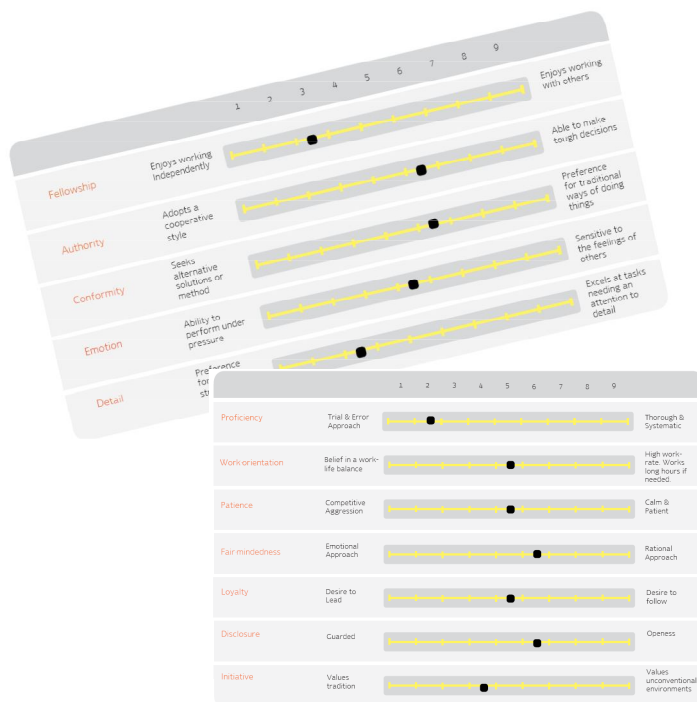 1 2 3 4 5 6 7 8 9
Fellowship
Enjoys working
Independently
Enjoys working
with others
Authority
Adopts a
cooperative
style
Able to make
tough decisions
Conformity
Seeks
alternative
solutions or
method
Preference
for traditional
ways of doing
things
Emotion
Ability to
perform under
pressure
Sensitive to
the feelings of
others
Detail
Preference
for
Excels at tasks
needing an
attention to
detail
1 2 3 4 5 6 7 8 9
Proficiency
Trial & Error
Approach
Thorough &
Systematic
Work orientation
Belief in a work-
life balance
High work-
rate. Works
long hours if
needed.
Patience
Competitive
Aggression
Calm &
Patient
Fair mindedness
Emotional
Approach
Rational
Approach
Loyalty
Desire to
Lead
Desire to
follow
Disclosure
Guarded
Openess
Initiative
Values
tradition
Values
unconventional
environments